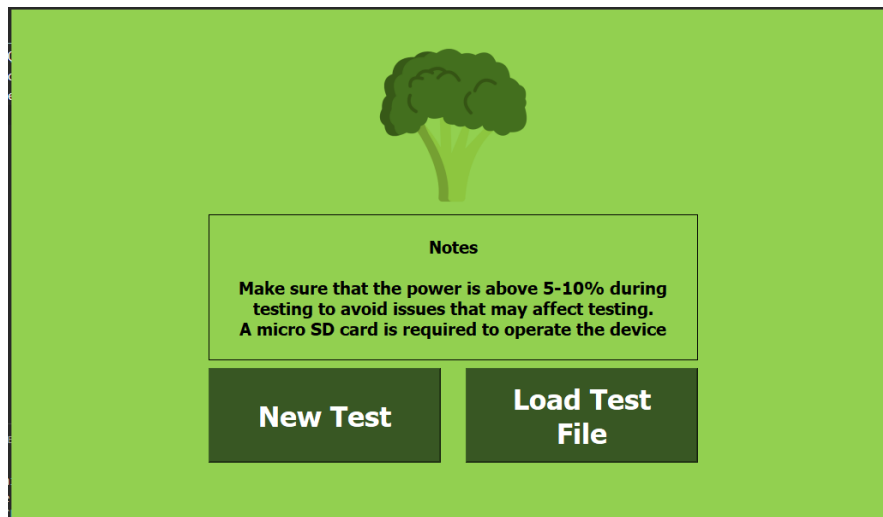 Notes
Make sure that the power is above 5-10% during
testing to avoid issues that may affect testing.
A micro SD card is required to operate the device
New Test
Load Test
File